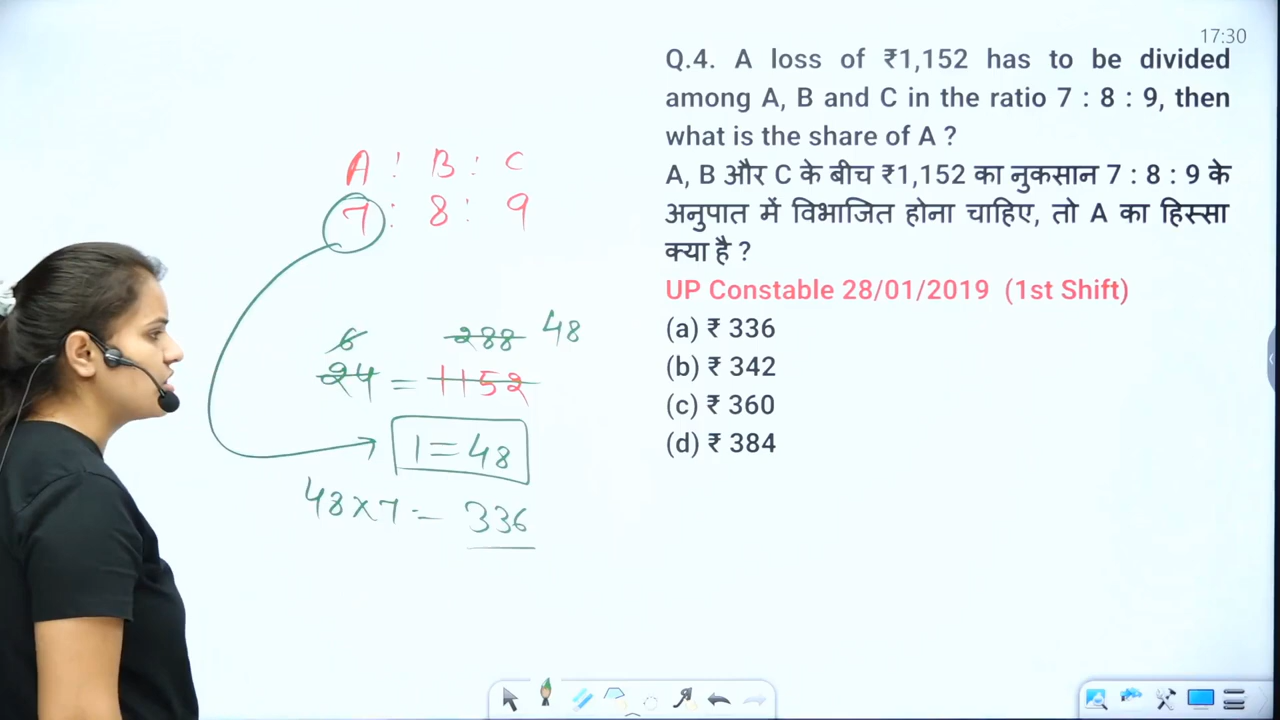 17:30
Q.4. A loss of ₹1,152 has to be divided
among A, B and C in the ratio 7 : 8 : 9, then
what is the share of A ?
A, B और C के बीच ₹1,152 का नुकसान 7 : 8 : 9 के
अनुपात में विभाजित होना चाहिए, तो A का हिस्सा
क्या है ?
UP Constable 28/01/2019 (1st Shift)
(a) ₹ 336
(b) ₹ 342
(c) ₹ 360
(d) ₹ 384
A : B : C
7 : 8 : 9
6 288 48
24 = 1152
1 = 48
48×7 = 336